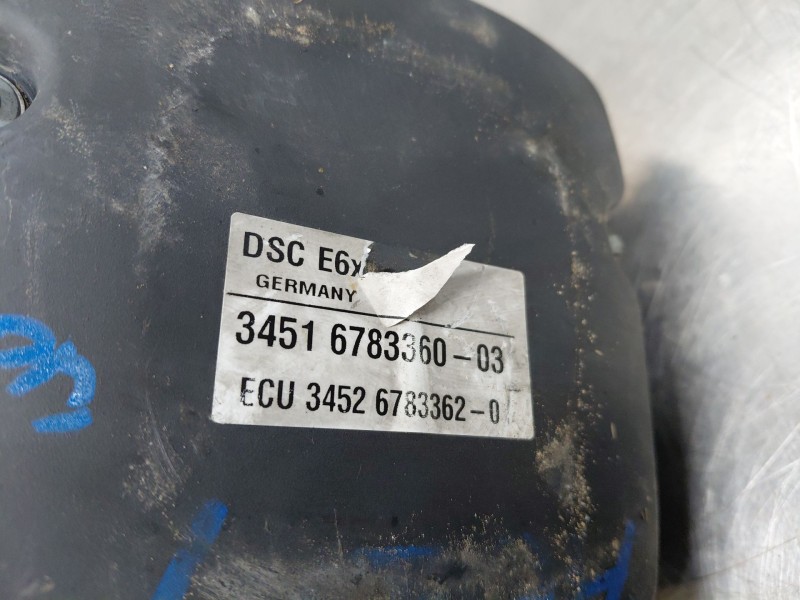 DSC E6x
GERMANY
3451 6783360-03
ECU 3452 6783362-0